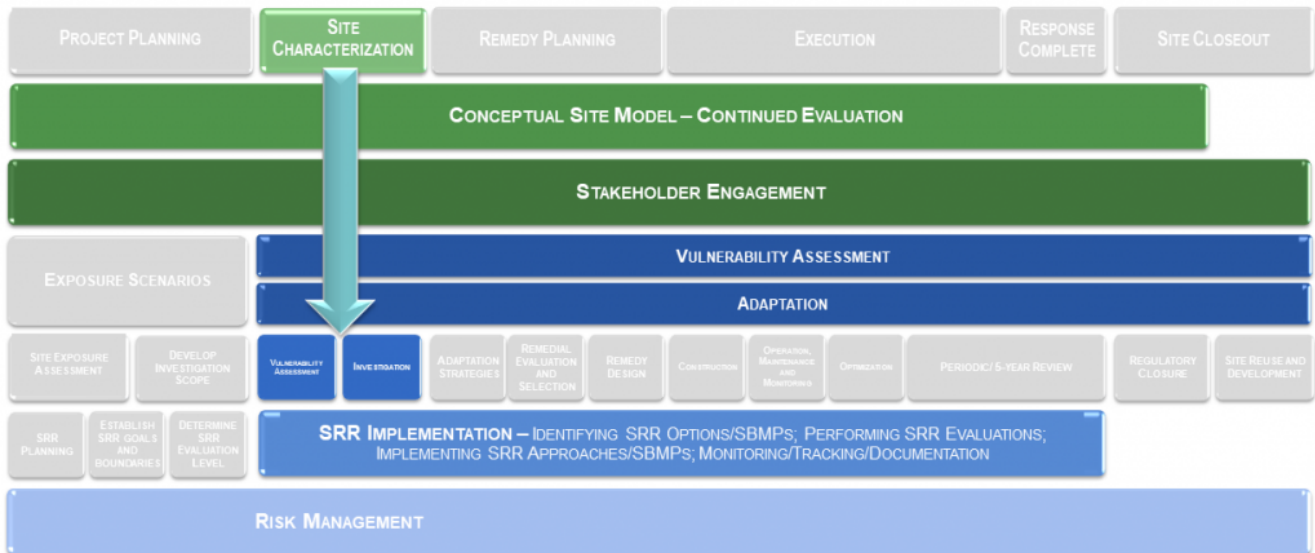 PROJECT PLANNING
SITE
CHARACTERIZATION
REMEDY PLANNING
EXECUTION
RESPONSE
COMPLETE
SITE CLOSEOUT
CONCEPTUAL SITE MODEL – CONTINUED EVALUATION
STAKEHOLDER ENGAGEMENT
EXPOSURE SCENARIOS
VULNERABILITY ASSESSMENT
ADAPTATION
SITE EXPOSURE
ASSESSMENT
DEVELOP
INVESTIGATION
SCOPE
VULNERABILITY
ASSESSMENT
INVESTIGATION
ADAPTATION
STRATEGIES
REMEDIAL
EVALUATION
AND
SELECTION
REMEDY
DESIGN
CONSTRUCTION
OPERATION,
MAINTENANCE
AND
MONITORING
OPTIMIZATION
PERIODIC/ 5-YEAR REVIEW
REGULATORY
CLOSURE
SITE REUSE AND
DEVELOPMENT
SRR
PLANNING
ESTABLISH
SRR GOALS
AND
BOUNDARIES
DETERMINE
SRR
EVALUATION
LEVEL
SRR IMPLEMENTATION – IDENTIFYING SRR OPTIONS/SBMPS; PERFORMING SRR EVALUATIONS;
IMPLEMENTING SRR APPROACHES/SBMPS; MONITORING/TRACKING/DOCUMENTATION
RISK MANAGEMENT